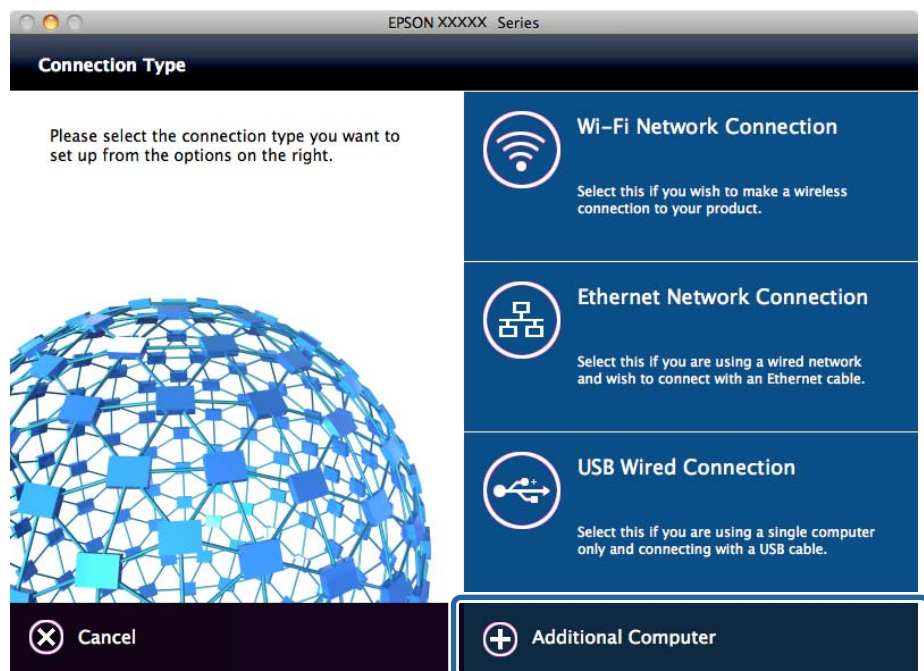 EPSON XXXXX Series
Connection Type
Please select the connection type you want to
set up from the options on the right.
Wi-Fi Network Connection
Select this if you wish to make a wireless
connection to your product.
Ethernet Network Connection
Select this if you are using a wired network
and wish to connect with an Ethernet cable.
USB Wired Connection
Select this if you are using a single computer
only and connecting with a USB cable.
Cancel
Additional Computer